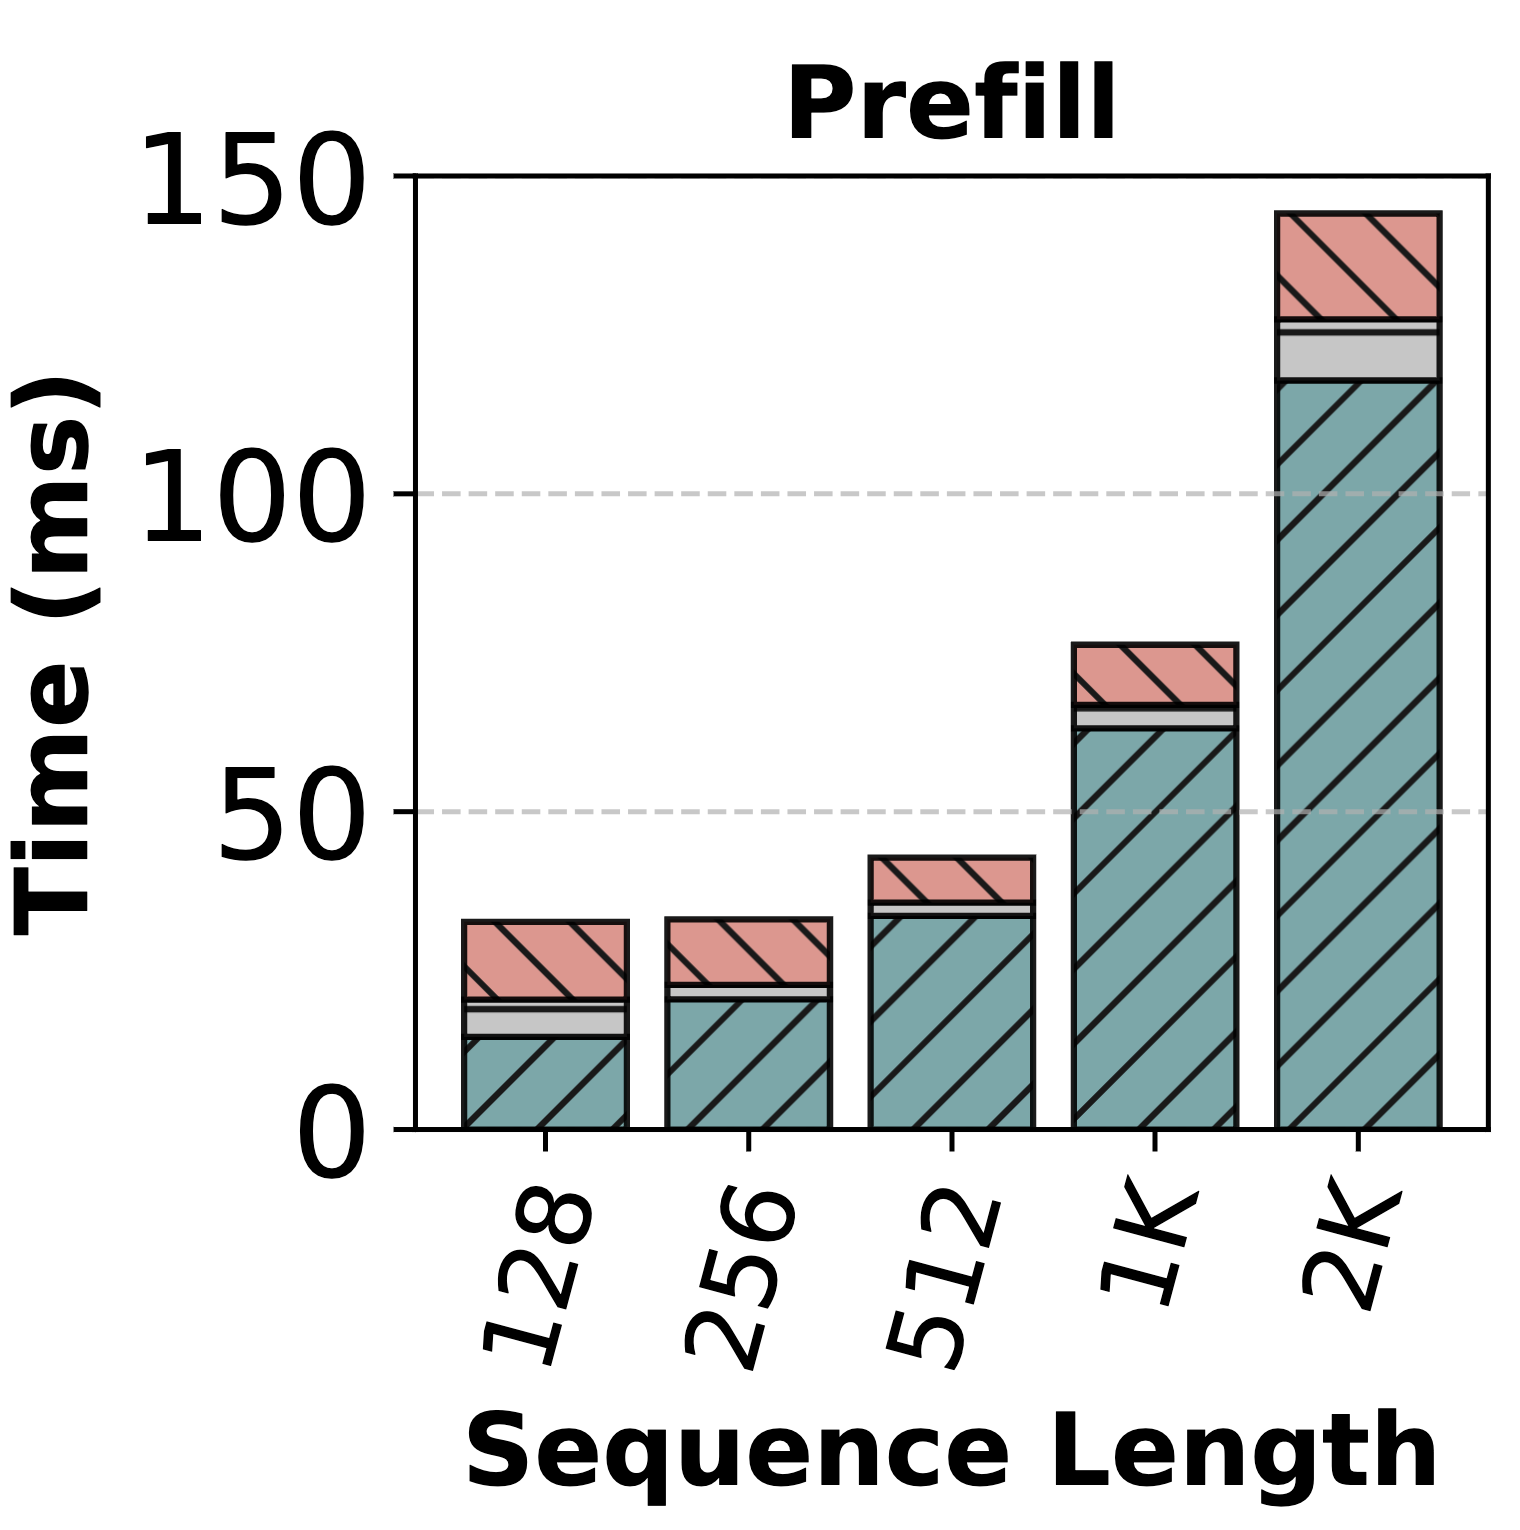 Prefill
150
100
50
0
Time (ms)
128
256
512
1K
2K
Sequence Length